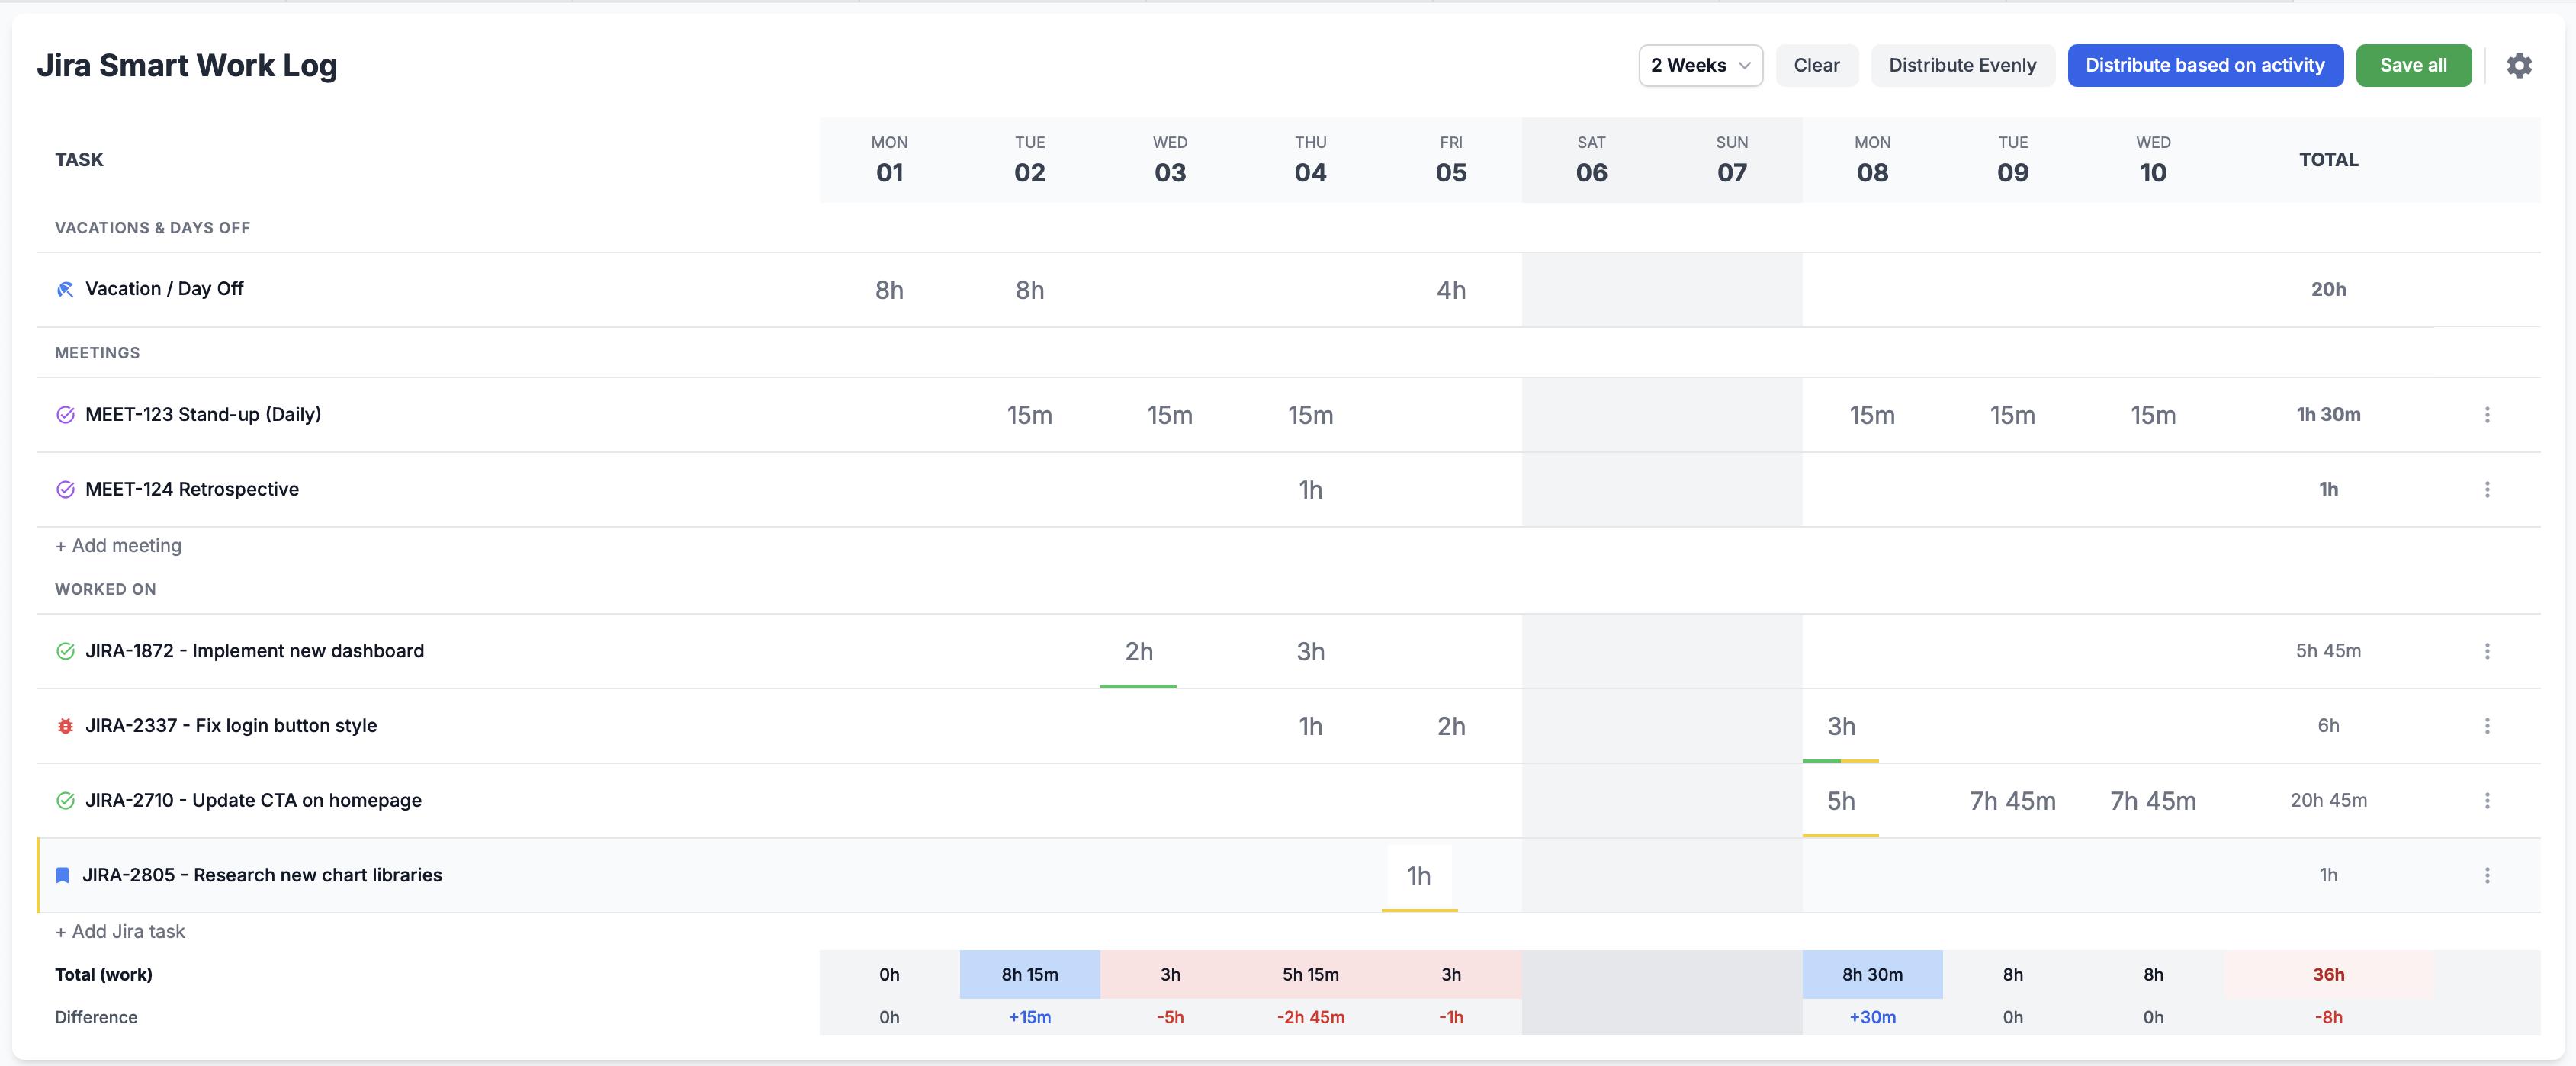 Jira Smart Work Log
2 Weeks Clear Distribute Evenly Distribute based on activity Save all
TASK MON 01 TUE 02 WED 03 THU 04 FRI 05 SAT 06 SUN 07 MON 08 TUE 09 WED 10 TOTAL
VACATIONS & DAYS OFF
Vacation / Day Off 8h 8h 4h 20h
MEETINGS
MEET-123 Stand-up (Daily) 15m 15m 15m 15m 15m 15m 1h 30m
MEET-124 Retrospective 1h 1h
+ Add meeting
WORKED ON
JIRA-1872 - Implement new dashboard 2h 3h 5h 45m
JIRA-2337 - Fix login button style 1h 2h 3h 6h
JIRA-2710 - Update CTA on homepage 5h 7h 45m 7h 45m 20h 45m
JIRA-2805 - Research new chart libraries 1h 1h
+ Add Jira task
Total (work) 0h 8h 15m 3h 5h 15m 3h 8h 30m 8h 8h 36h
Difference 0h +15m -5h -2h 45m -1h +30m 0h 0h -8h